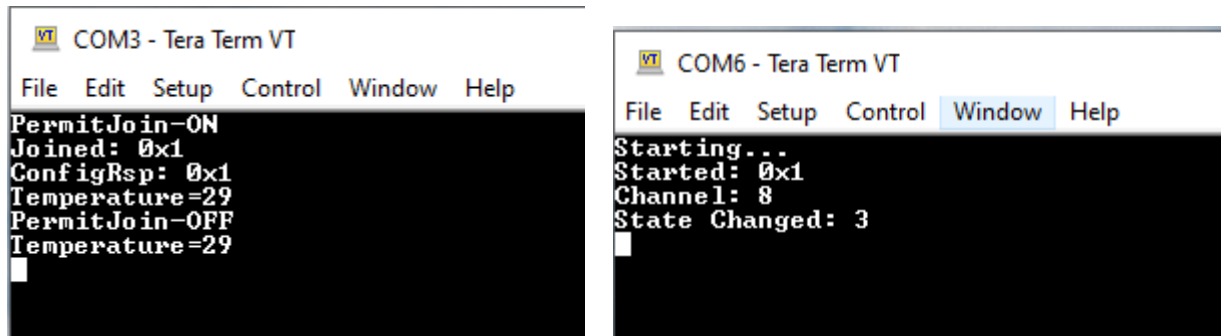 COM3 - Tera Term VT
File Edit Setup Control Window Help
PermitJoin-ON
Joined: 0x1
ConfigRsp: 0x1
Temperature=29
PermitJoin-OFF
Temperature=29
COM6 - Tera Term VT
File Edit Setup Control Window Help
Starting...
Started: 0x1
Channel: 8
State Changed: 3